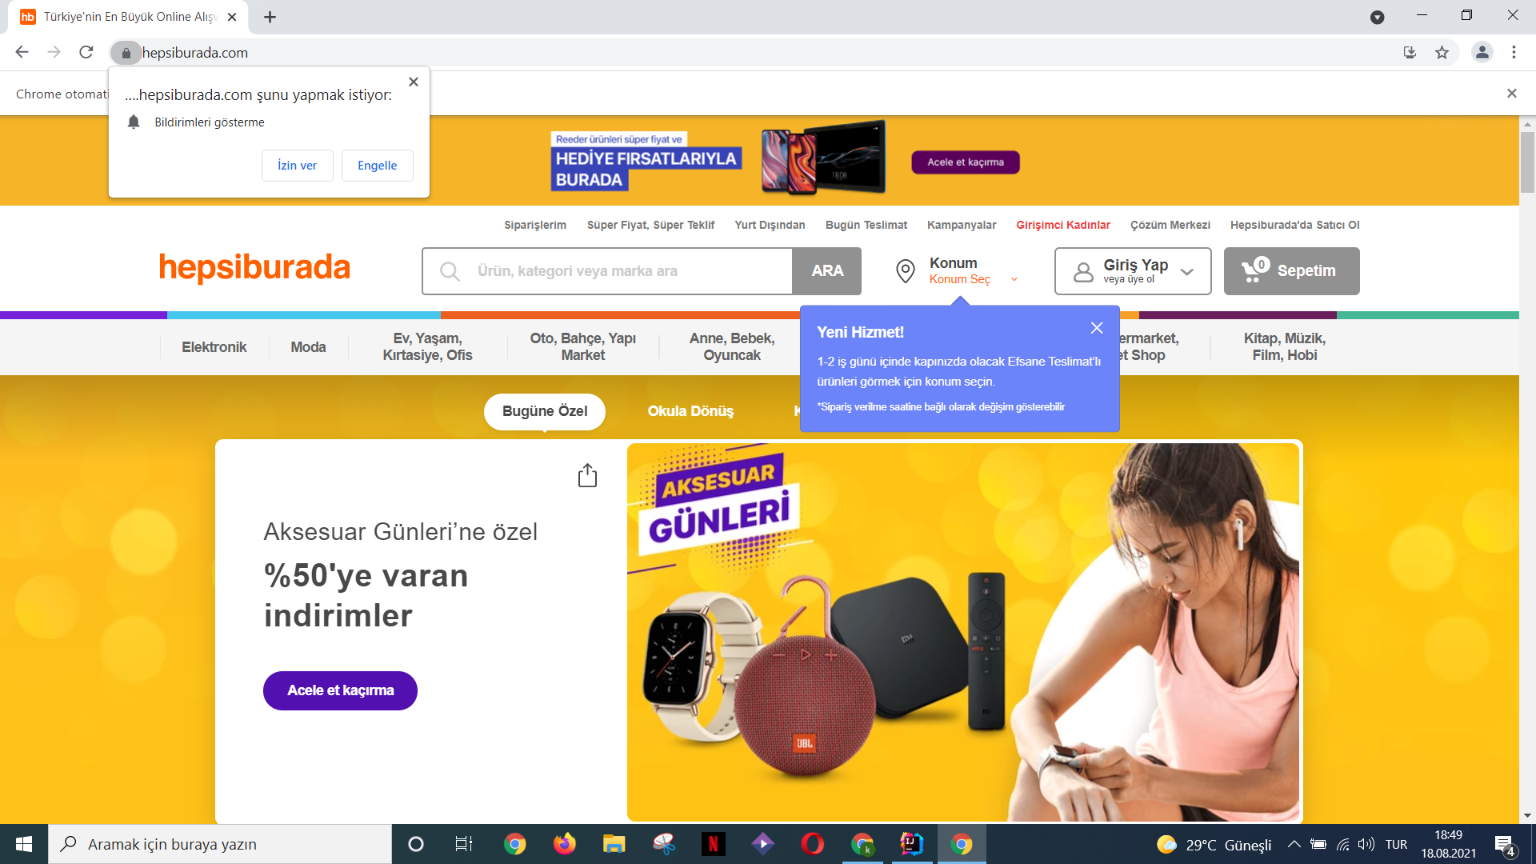 hb Türkiye'nin En Büyük Online Alışv
hepsiburada.com
Chrome otomati
....hepsiburada.com şunu yapmak istiyor:
Bildirimleri gösterme
İzin ver
Engelle
Reeder ürünleri süper fiyat ve
HEDİYE FIRSATLARIYLA
BURADA
18:08
Acele et kaçırma
Siparişlerim
Süper Fiyat, Süper Teklif
Yurt Dışından
Bugün Teslimat
Kampanyalar
Girişimci Kadınlar
Çözüm Merkezi
Hepsiburada'da Satıcı Ol
hepsiburada
Ürün, kategori veya marka ara
ARA
Konum
Konum Seç
Giriş Yap
veya üye ol
0
Sepetim
Elektronik
Moda
Ev, Yaşam,
Kırtasiye, Ofis
Oto, Bahçe, Yapı
Market
Anne, Bebek,
Oyuncak
ermarket,
et Shop
Kitap, Müzik,
Film, Hobi
Yeni Hizmet!
1-2 iş günü içinde kapınızda olacak Efsane Teslimat'lı
ürünleri görmek için konum seçin.
*Sipariş verilme saatine bağlı olarak değişim gösterebilir
Bugüne Özel
Okula Dönüş
K
Aksesuar Günleri’ne özel
%50'ye varan
indirimler
Acele et kaçırma
AKSESUAR
GÜNLERİ
JBL
Aramak için buraya yazın
29°C Güneşli
TUR
18:49
18.08.2021
4